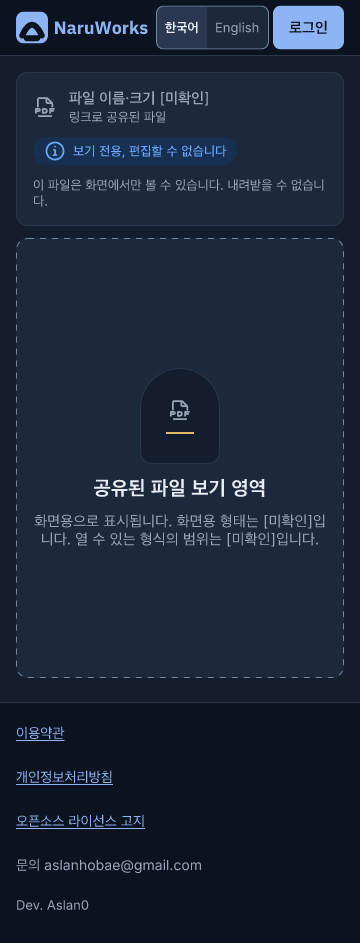 NaruWorks 한국어 English 로그인
PDF 파일 이름·크기 [미확인]
링크로 공유된 파일
보기 전용, 편집할 수 없습니다
이 파일은 화면에서만 볼 수 있습니다. 내려받을 수 없습니
다.
PDF
공유된 파일 보기 영역
화면용으로 표시됩니다. 화면용 형태는 [미확인]입
니다. 열 수 있는 형식의 범위는 [미확인]입니다.
이용약관
개인정보처리방침
오픈소스 라이선스 고지
문의 aslanhobae@gmail.com
Dev. Aslan0